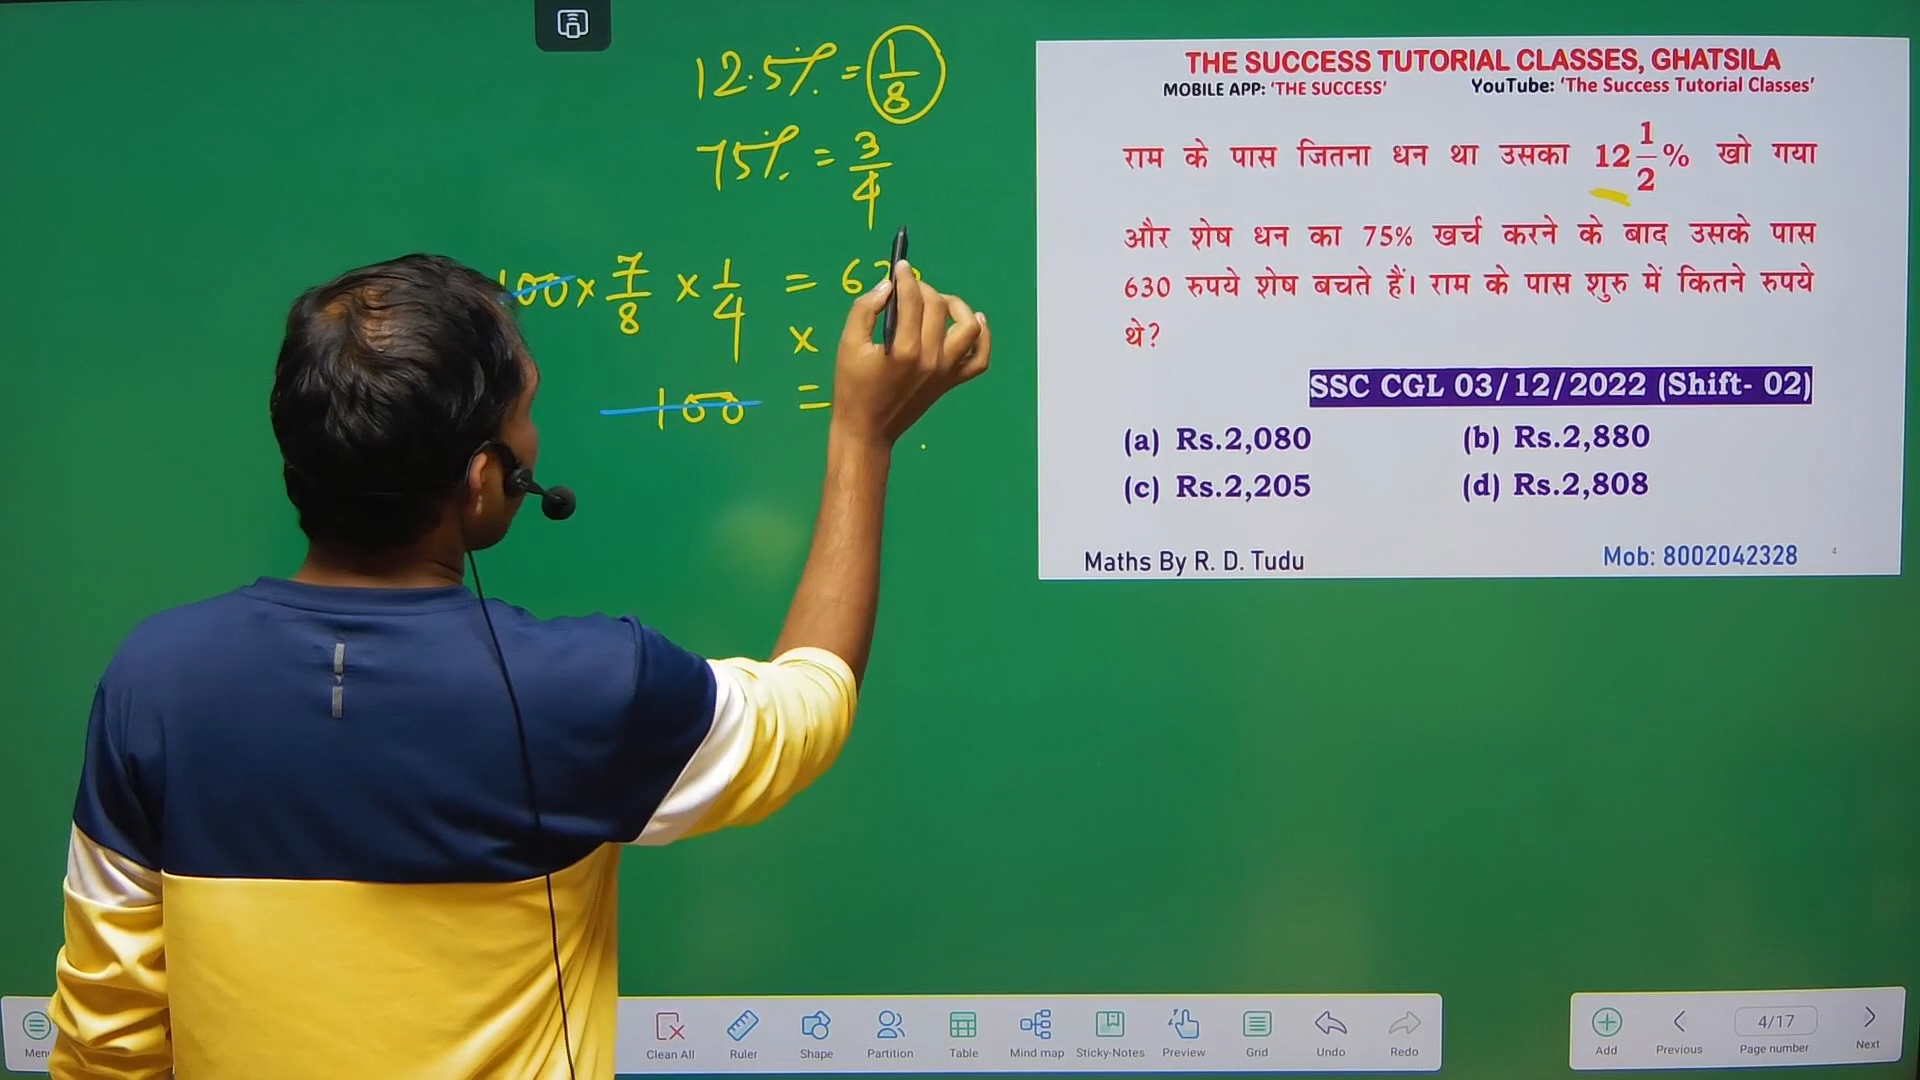 12.5% = 1/8
75% = 3/4
100 × 7/8 × 1/4 =
×
100 =
THE SUCCESS TUTORIAL CLASSES, GHATSILA
MOBILE APP: 'THE SUCCESS' YouTube: 'The Success Tutorial Classes'
राम के पास जितना धन था उसका 12 1/2 % खो गया
और शेष धन का 75% खर्च करने के बाद उसके पास
630 रुपये शेष बचते हैं। राम के पास शुरु में कितने रुपये
थे?
SSC CGL 03/12/2022 (Shift- 02)
(a) Rs.2,080 (b) Rs.2,880
(c) Rs.2,205 (d) Rs.2,808
Maths By R. D. Tudu Mob: 8002042328 4
Clean All Ruler Shape Partition Table Mind map Sticky-Notes Preview Grid Undo Redo
Add Previous 4/17 Page number Next